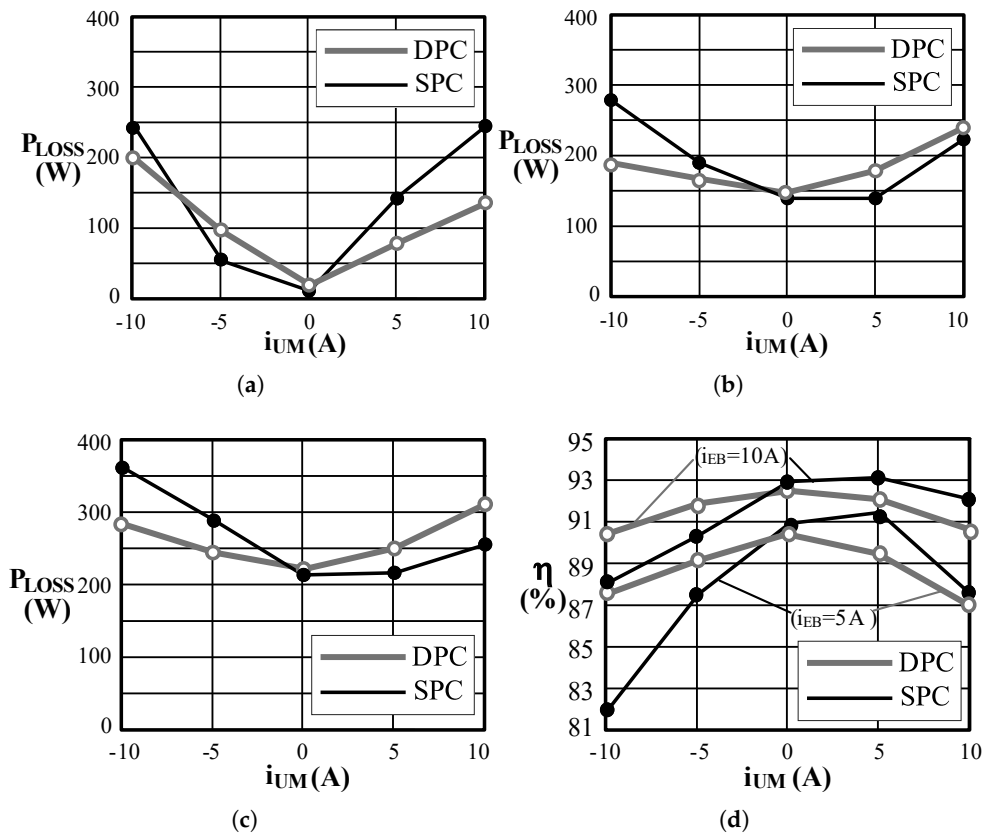 400
300
200
100
0
P_LOSS
(W)
DPC
SPC
-10 -5 0 5 10
i_UM (A)
(a)
400
300
200
100
0
P_LOSS
(W)
DPC
SPC
-10 -5 0 5 10
i_UM (A)
(b)
400
300
200
100
0
P_LOSS
(W)
DPC
SPC
-10 -5 0 5 10
i_UM (A)
(c)
95
93
91
89
87
85
83
81
η
(%)
(i_EB=10A)
(i_EB=5A)
DPC
SPC
-10 -5 0 5 10
i_UM (A)
(d)